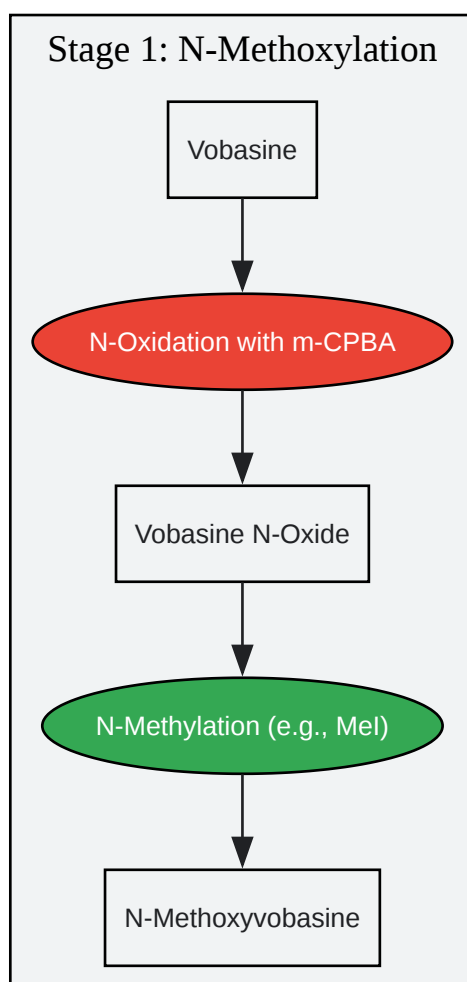 Stage 1: N-Methoxylation
Vobasine
N-Oxidation with m-CPBA
Vobasine N-Oxide
N-Methylation (e.g., MeI)
N-Methoxyvobasine